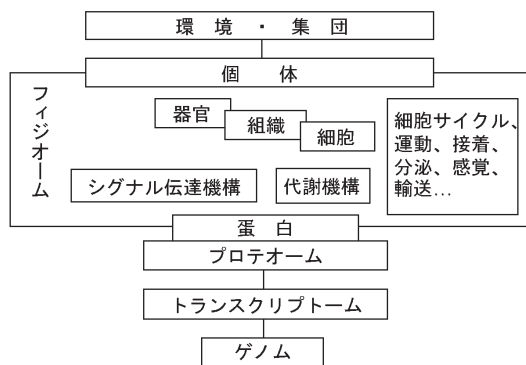 環境・集団
個体
フィジオーム
器官
組織
細胞
細胞サイクル、
運動、接着、
分泌、感覚、
輸送…
シグナル伝達機構
代謝機構
蛋白
プロテオーム
トランスクリプトーム
ゲノム